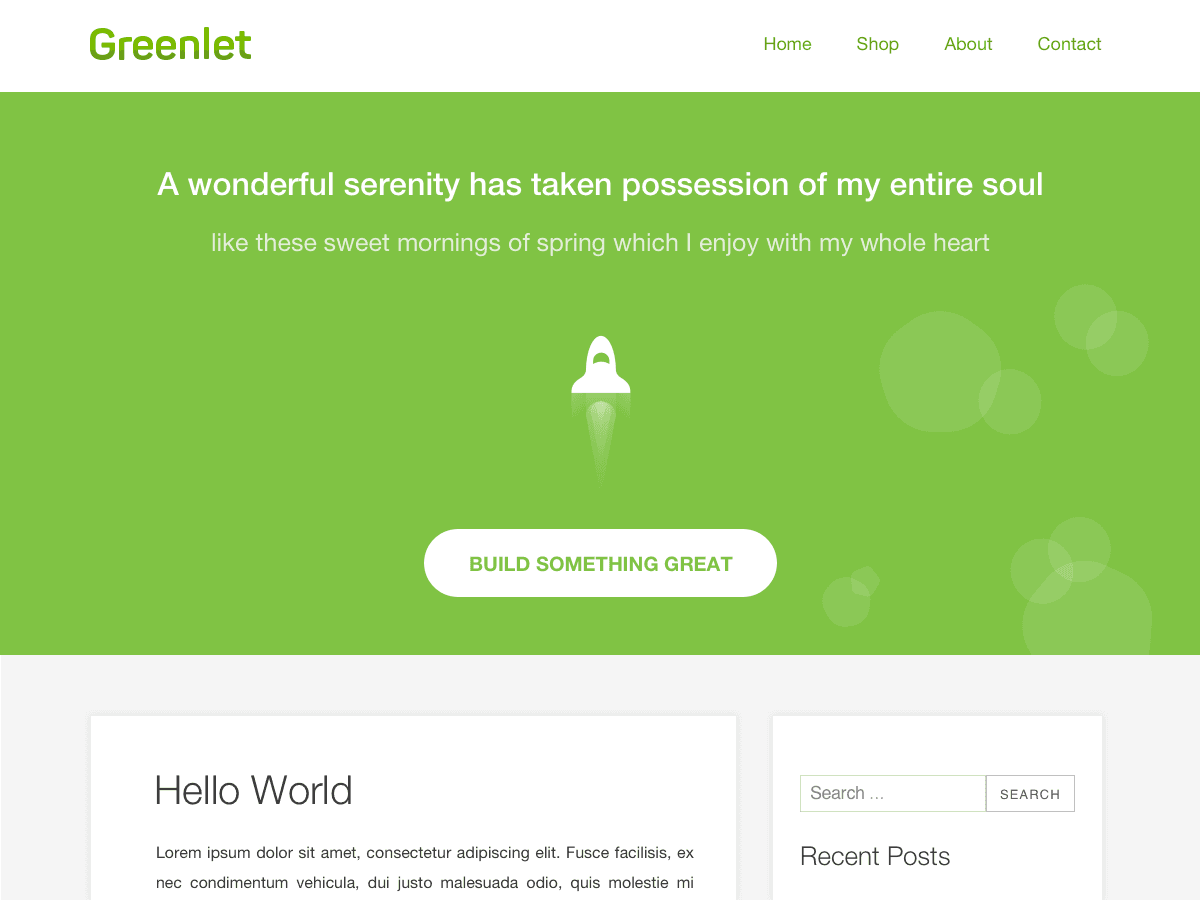 Greenlet
Home Shop About Contact
A wonderful serenity has taken possession of my entire soul
like these sweet mornings of spring which I enjoy with my whole heart
BUILD SOMETHING GREAT
Hello World
Lorem ipsum dolor sit amet, consectetur adipiscing elit. Fusce facilisis, ex
nec condimentum vehicula, dui justo malesuada odio, quis molestie mi
Search ...
SEARCH
Recent Posts